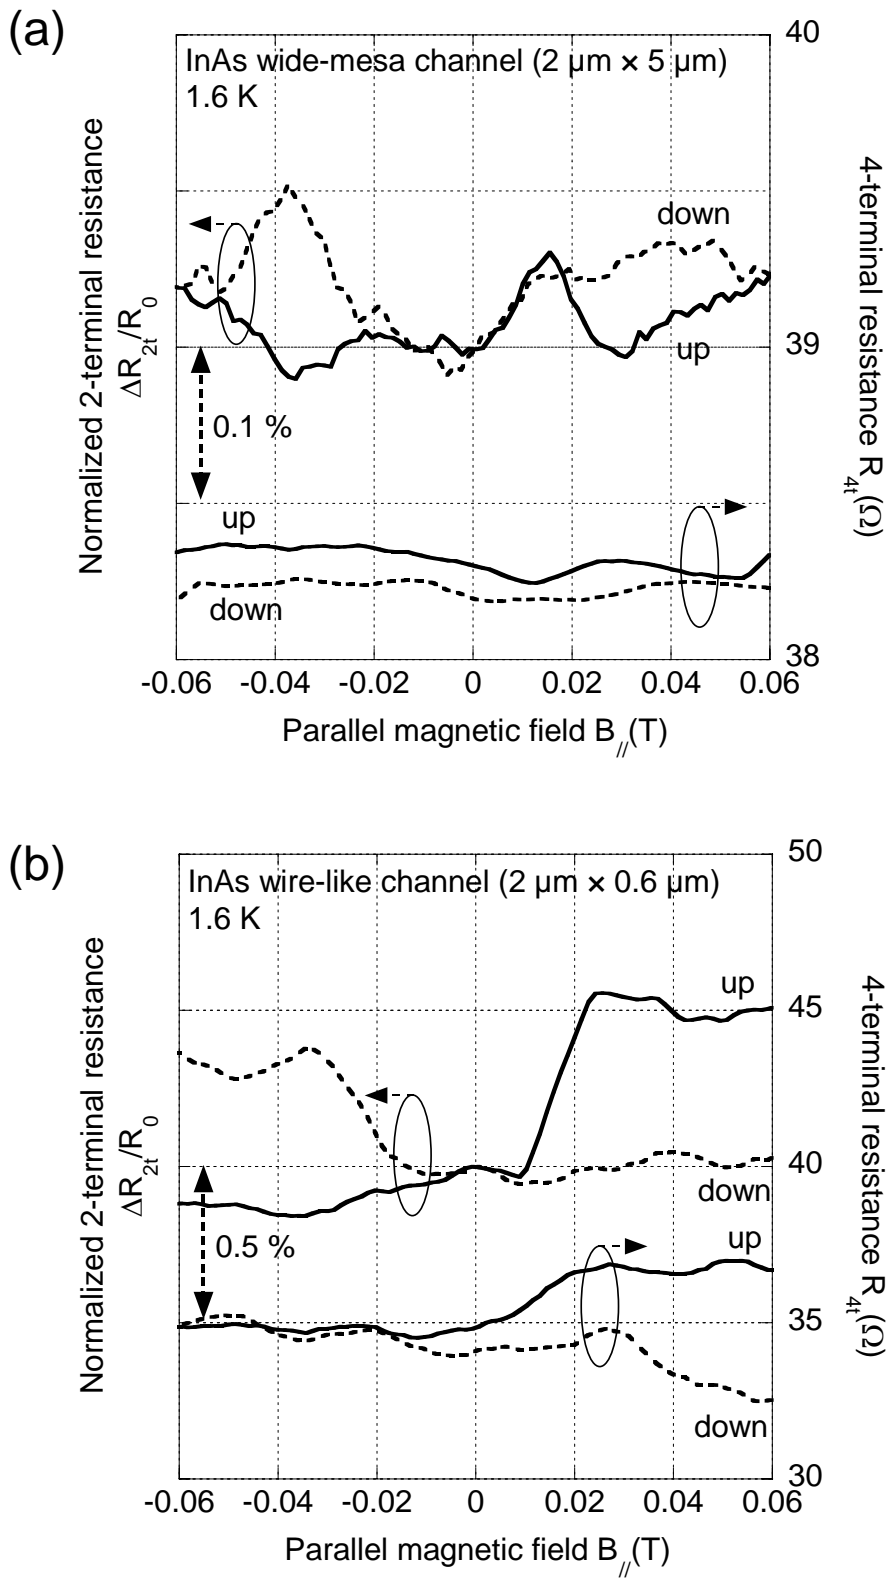 (a)
InAs wide-mesa channel (2 µm × 5 µm)
1.6 K
Normalized 2-terminal resistance
ΔR2t/R0
4-terminal resistance R4t(Ω)
40
39
38
down
up
0.1 %
up
down
-0.06 -0.04 -0.02 0 0.02 0.04 0.06
Parallel magnetic field B//(T)
(b)
InAs wire-like channel (2 µm × 0.6 µm)
1.6 K
Normalized 2-terminal resistance
ΔR2t/R0
4-terminal resistance R4t(Ω)
50
45
40
35
30
up
down
0.5 %
up
down
-0.06 -0.04 -0.02 0 0.02 0.04 0.06
Parallel magnetic field B//(T)